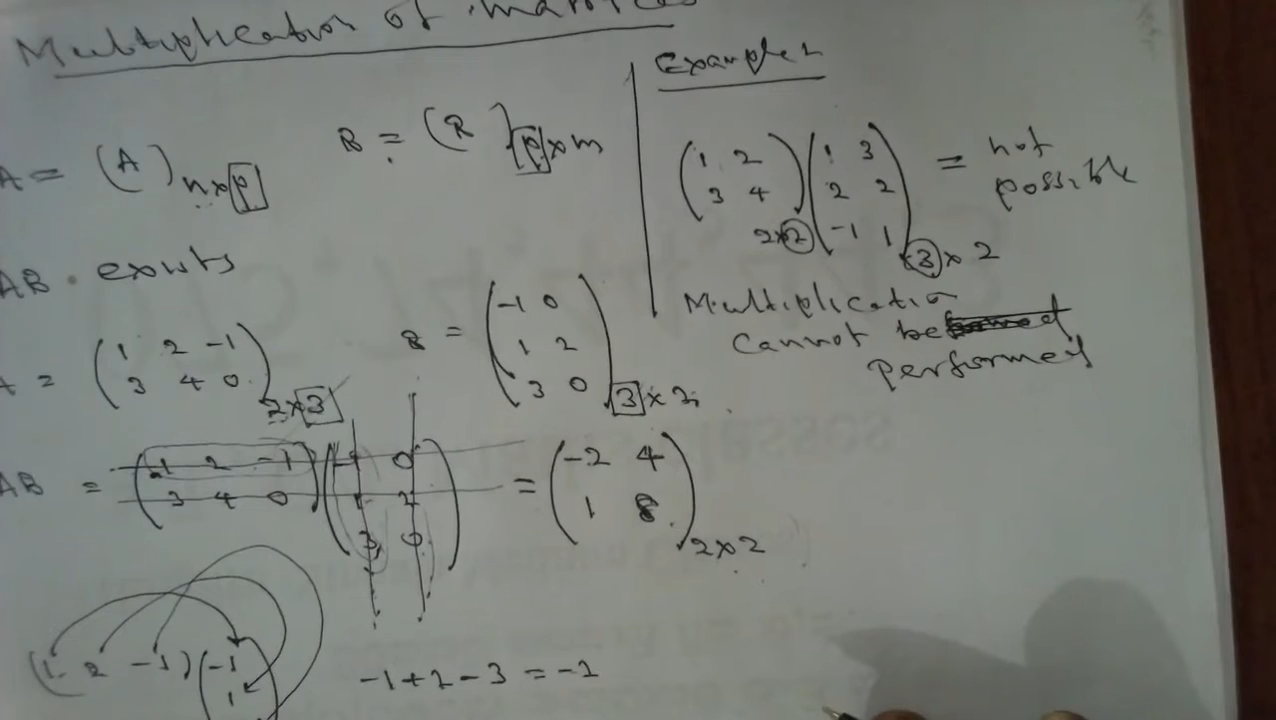 Multiplication of matrices
A = (A) n×p B = (R) p×m
AB exists
A = (1 2 -1
3 4 0) 2×3
B = (-1 0
1 2
3 0) 3×2
AB = (1 2 -1
3 4 0) (-1 0
1 2
3 0) = (-2 4
1 8) 2×2
(1 2 -1) (-1
1
-1+2-3 = -2
Example
(1 2
3 4) 2×2 (1 3
2 2
-1 1) 3×2 = not
possible
Multiplication
cannot be
performed